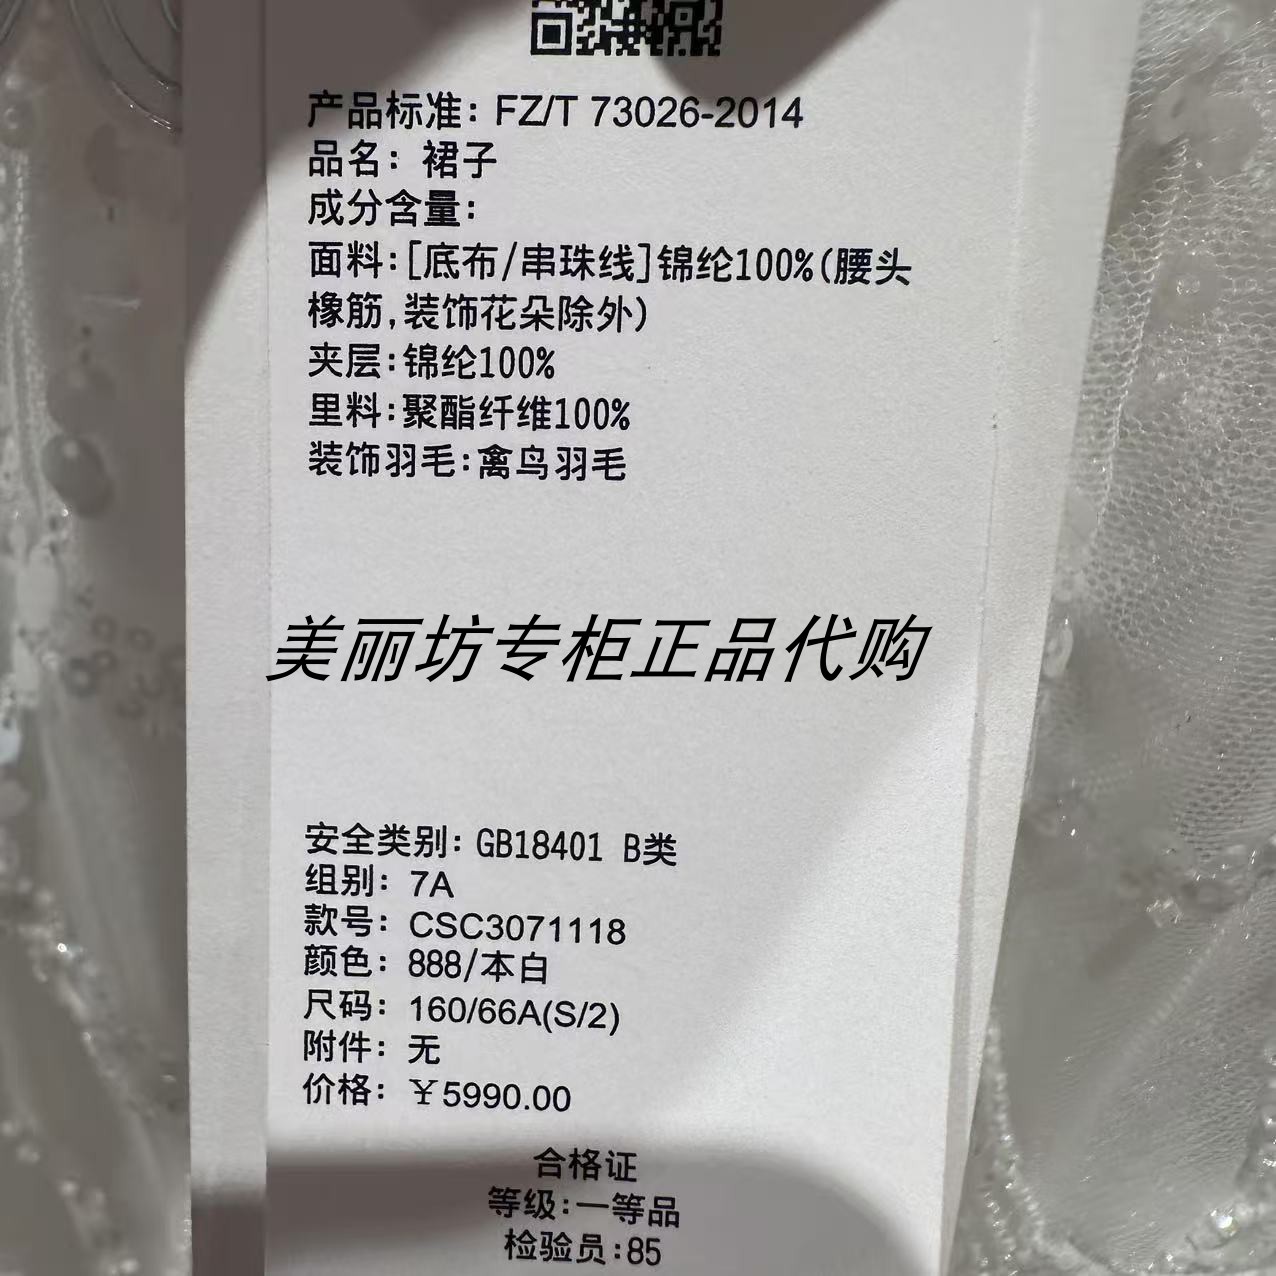 产品标准: FZ/T 73026-2014
品名: 裙子
成分含量:
面料:[底布/串珠线]锦纶100%(腰头
橡筋,装饰花朵除外)
夹层:锦纶100%
里料:聚酯纤维100%
装饰羽毛:禽鸟羽毛
美丽坊专柜正品代购
安全类别: GB18401 B类
组别: 7A
款号: CSC3071118
颜色: 888/本白
尺码: 160/66A(S/2)
附件: 无
价格: ¥5990.00
合格证
等级:一等品
检验员:85